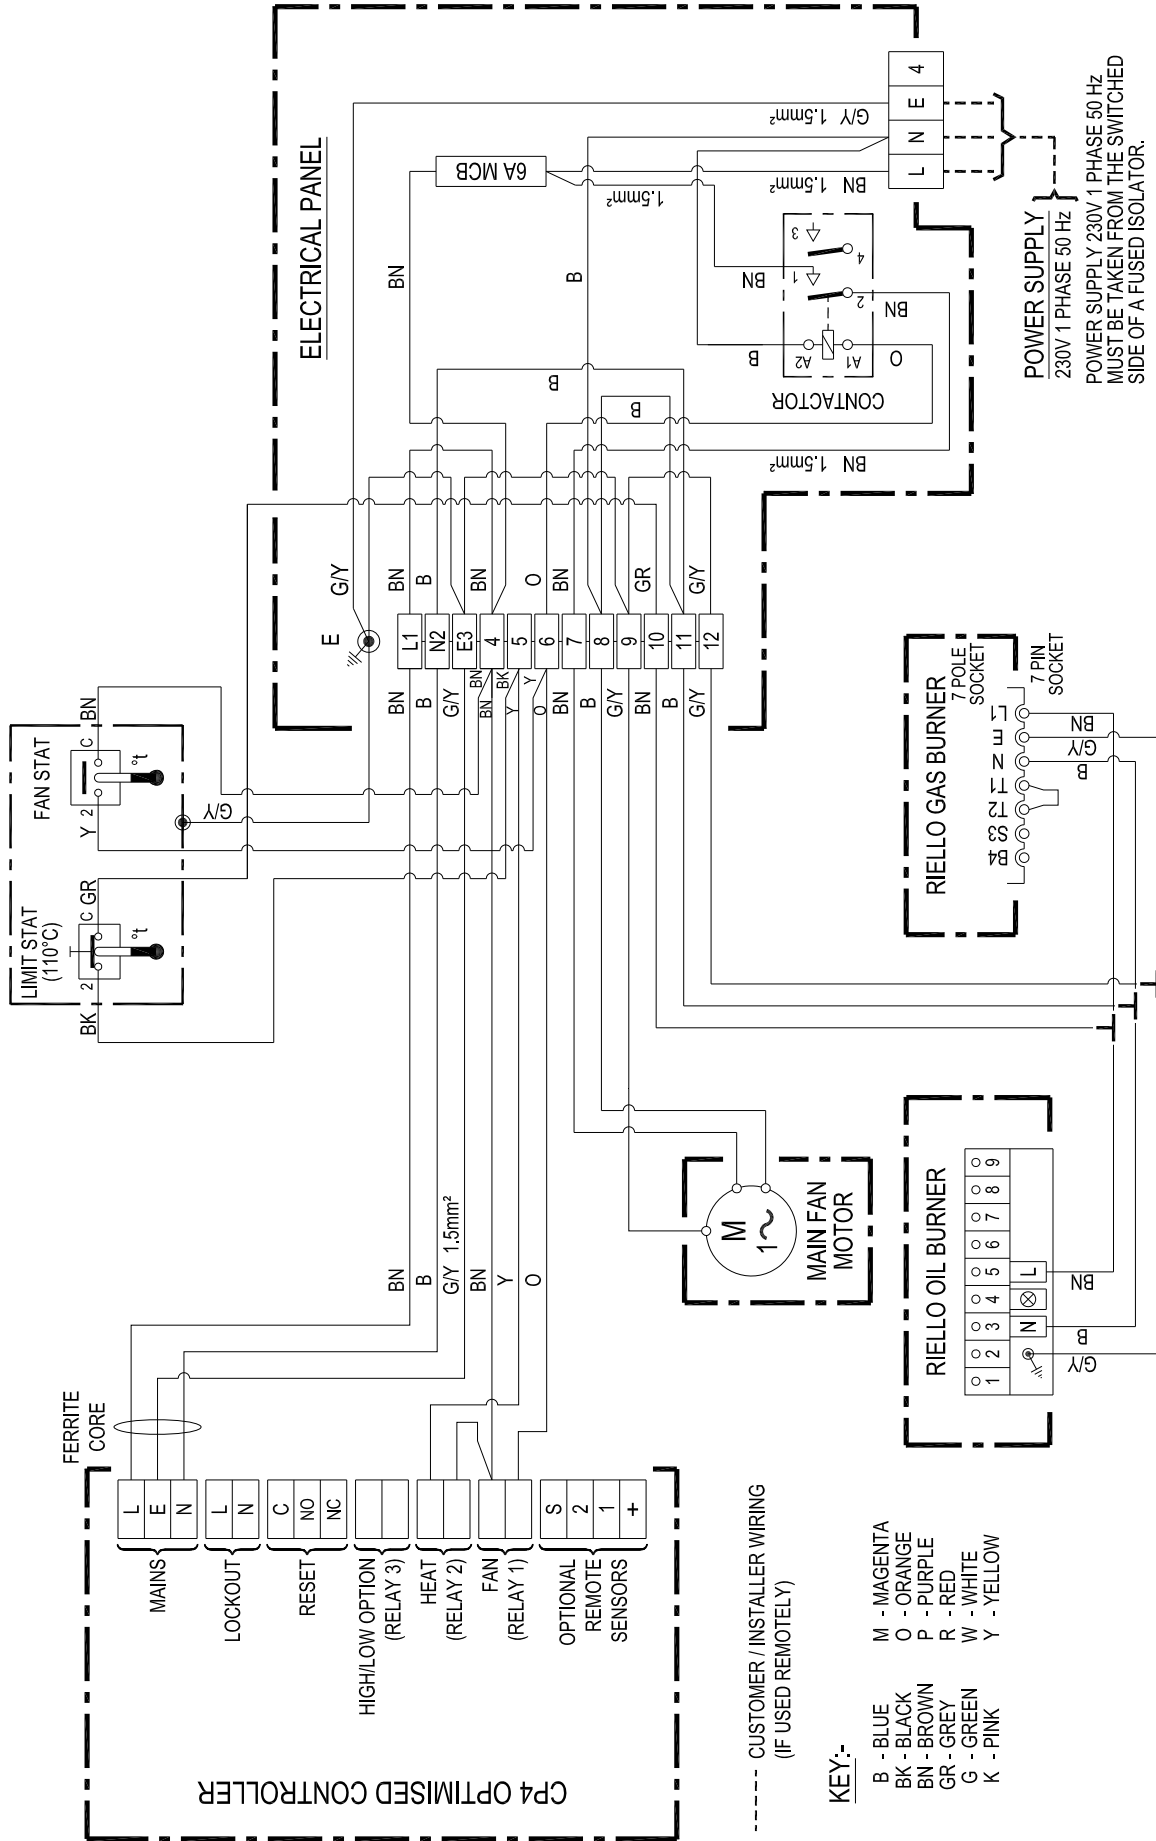 ELECTRICAL PANEL
6A MCB
BN
1.5mm²
G/Y 1.5mm²
BN 1.5mm²
L
N
E
4
POWER SUPPLY
230V 1 PHASE 50 Hz
POWER SUPPLY 230V 1 PHASE 50 Hz
MUST BE TAKEN FROM THE SWITCHED
SIDE OF A FUSED ISOLATOR.
B
BN
BN
B
O
1
2
3
4
A2
A1
CONTACTOR
B
B
BN 1.5mm²
E
G/Y
BN
B
BN
O
BN
GR
G/Y
L1
N2
E3
4
5
6
7
8
9
10
11
12
BN
B
G/Y
BN
BN
BK
Y
Y
O
BN
B
G/Y
BN
B
G/Y
FAN STAT
Y
2
C
BN
°t
G/Y
LIMIT STAT
(110°C)
BK
2
C
GR
°t
RIELLO GAS BURNER
7 POLE
SOCKET
7 PIN
SOCKET
B4
S3
T2
T1
N
E
L1
B
G/Y
BN
RIELLO OIL BURNER
1
2
3
4
5
6
7
8
9
N
L
G/Y
B
BN
M
1~
MAIN FAN
MOTOR
BN
B
G/Y 1.5mm²
BN
Y
O
FERRITE
CORE
L
E
N
MAINS
L
N
LOCKOUT
C
NO
NC
RESET
HIGH/LOW OPTION
(RELAY 3)
HEAT
(RELAY 2)
FAN
(RELAY 1)
S
2
1
+
OPTIONAL
REMOTE
SENSORS
CP4 OPTIMISED CONTROLLER
CUSTOMER / INSTALLER WIRING
(IF USED REMOTELY)
KEY:-
B - BLUE
BK - BLACK
BN - BROWN
GR - GREY
G - GREEN
K - PINK
M - MAGENTA
O - ORANGE
P - PURPLE
R - RED
W - WHITE
Y - YELLOW